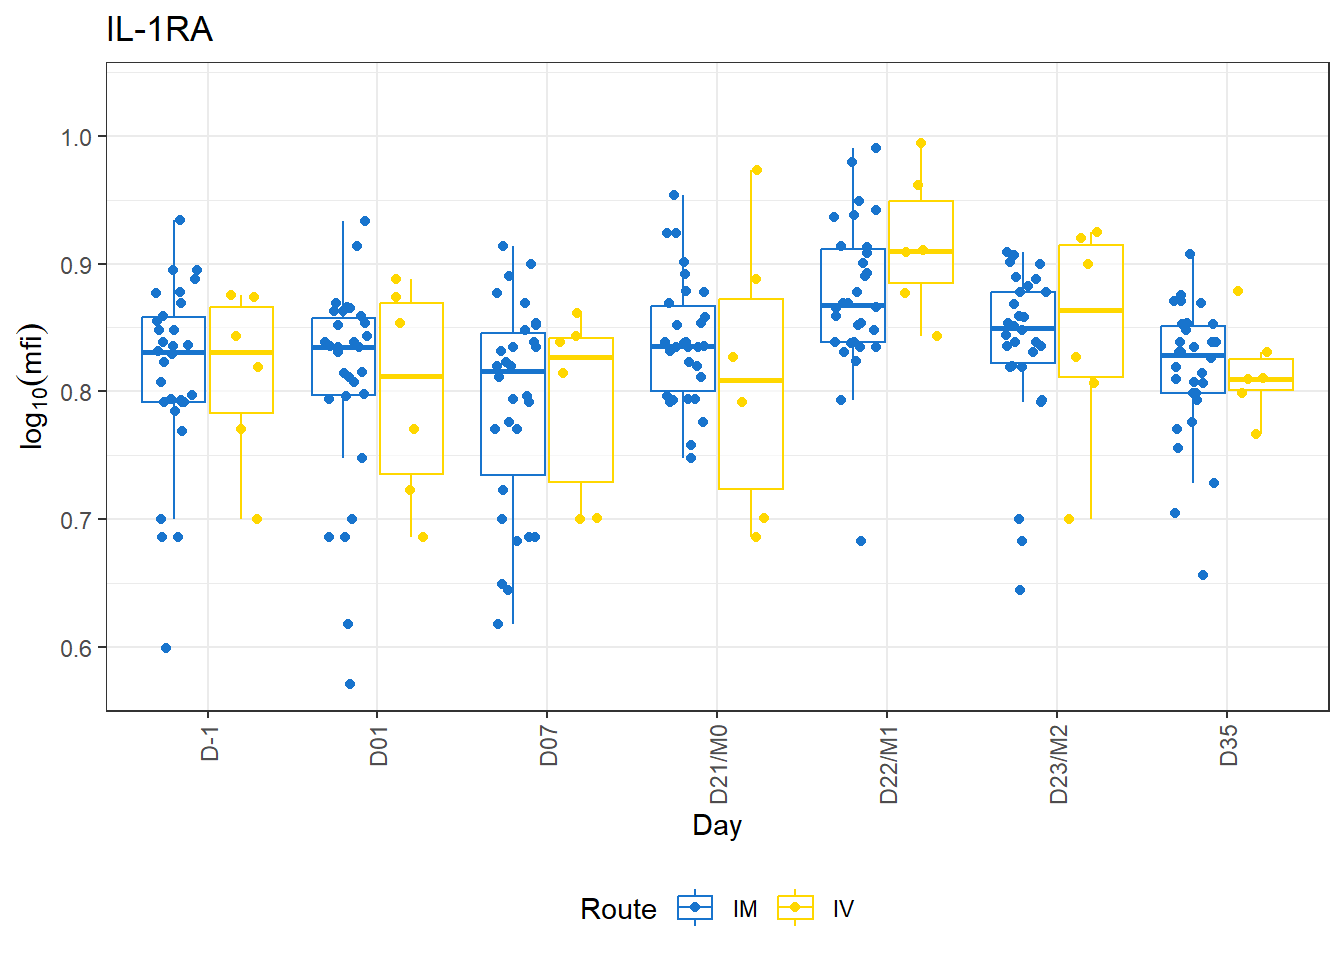 IL-1RA
1.0
0.9
0.8
0.7
0.6
log10(mfi)
D-1
D01
D07
D21/M0
D22/M1
D23/M2
D35
Day
Route IM IV